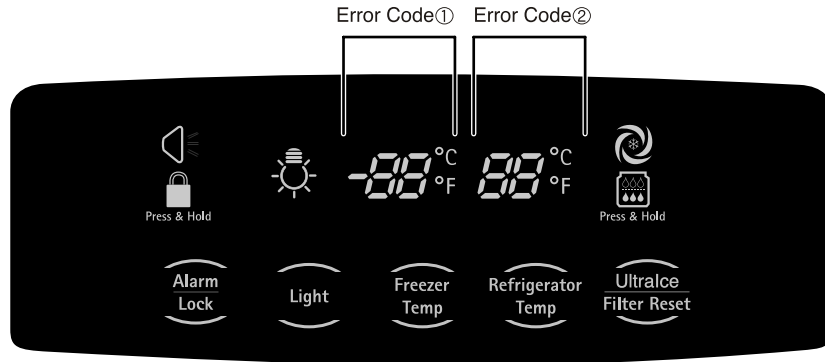 Error Code① Error Code②
-88 °C °F 88 °C °F
Press & Hold Press & Hold
Alarm Lock
Light
Freezer Temp
Refrigerator Temp
UltraIce Filter Reset